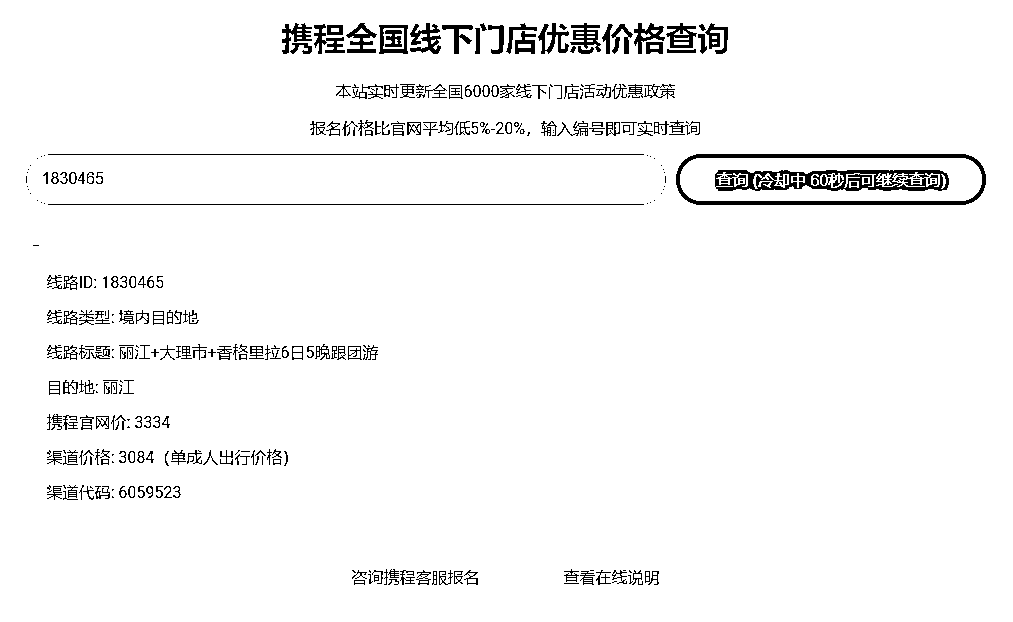 携程全国线下门店优惠价格查询
本站实时更新全国6000家线下门店活动优惠政策
报名价格比官网平均低5%-20%，输入编号即可实时查询
1830465
查询 (冷却中 60秒后可继续查询)
线路ID: 1830465
线路类型: 境内目的地
线路标题: 丽江+大理市+香格里拉6日5晚跟团游
目的地: 丽江
携程官网价: 3334
渠道价格: 3084（单成人出行价格）
渠道代码: 6059523
咨询携程客服报名
查看在线说明